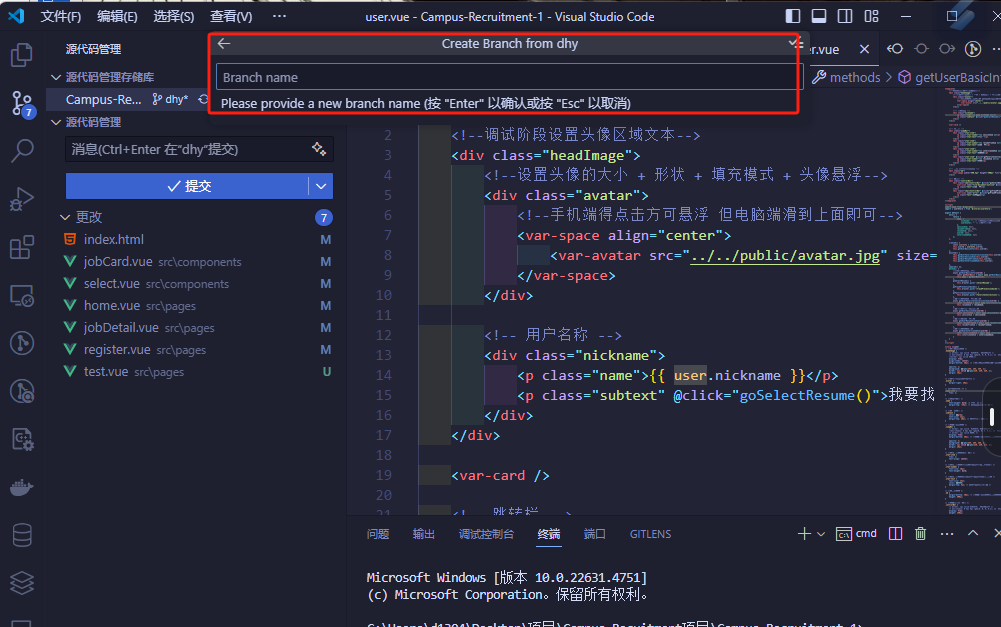 文件(F) 编辑(E) 选择(S) 查看(V) ··· user.vue - Campus-Recruitment-1 - Visual Studio Code
源代码管理
Create Branch from dhy
er.vue
源代码管理存储库
Branch name
methods > getUserBasicIn
Campus-Re... dhy*
Please provide a new branch name (按 "Enter" 以确认或按 "Esc" 以取消)
源代码管理
消息(Ctrl+Enter 在“dhy”提交)
提交
更改 7
index.html M
jobCard.vue src\components M
select.vue src\components M
home.vue src\pages M
jobDetail.vue src\pages M
register.vue src\pages M
test.vue src\pages U
7
2 <!--调试阶段设置头像区域文本-->
3 <div class="headImage">
4 <!--设置头像的大小 + 形状 + 填充模式 + 头像悬浮-->
5 <div class="avatar">
6 <!--手机端得点击方可悬浮 但电脑端滑到上面即可-->
7 <var-space align="center">
8 <var-avatar src="../../public/avatar.jpg" size=
9 </var-space>
10 </div>
11
12 <!-- 用户名称 -->
13 <div class="nickname">
14 <p class="name">{{ user.nickname }}</p>
15 <p class="subtext" @click="goSelectResume()">我要找
16 </div>
17 </div>
18
19 <var-card />
20
21 <!-- 跳转栏 -->
问题 输出 调试控制台 终端 端口 GITLENS cmd
Microsoft Windows [版本 10.0.22631.4751]
(c) Microsoft Corporation。保留所有权利。